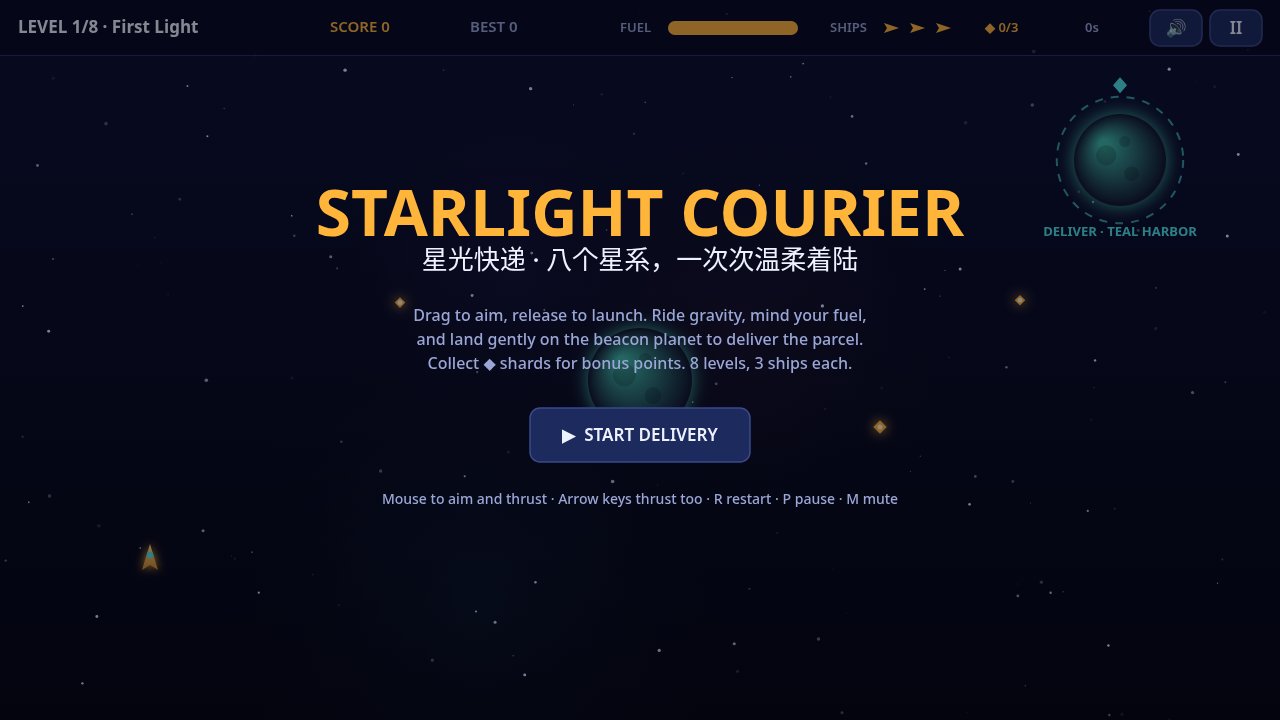 LEVEL 1/8 · First Light
SCORE 0
BEST 0
FUEL
SHIPS
◆ 0/3
0s
II
DELIVER · TEAL HARBOR
STARLIGHT COURIER
星光快递 · 八个星系，一次次温柔着陆
Drag to aim, release to launch. Ride gravity, mind your fuel,
and land gently on the beacon planet to deliver the parcel.
Collect ◆ shards for bonus points. 8 levels, 3 ships each.
▶ START DELIVERY
Mouse to aim and thrust · Arrow keys thrust too · R restart · P pause · M mute